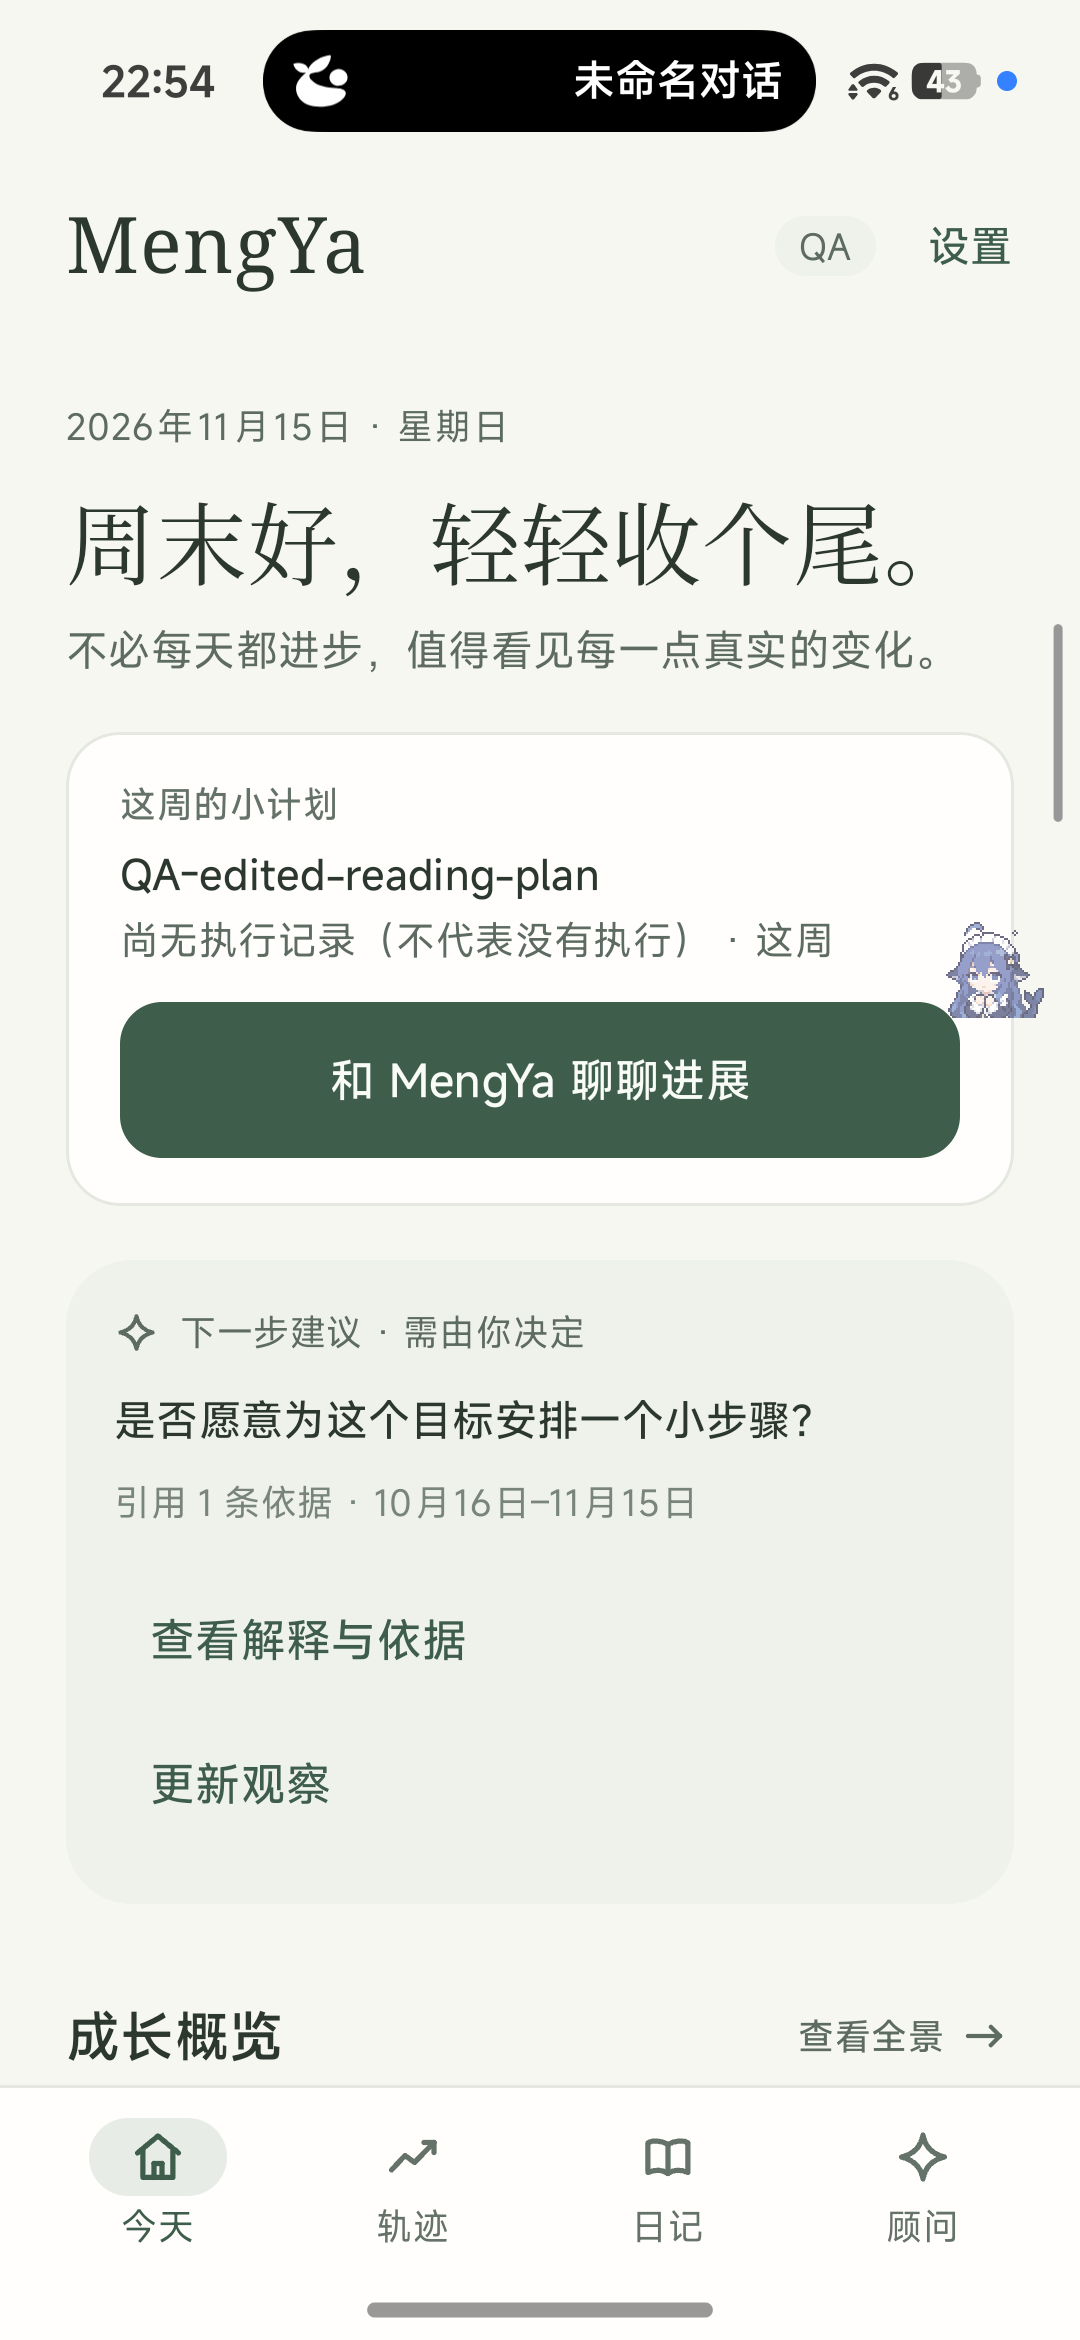 22:54
未命名对话
6
43
MengYa
QA
设置
2026年11月15日 · 星期日
周末好，轻轻收个尾。
不必每天都进步，值得看见每一点真实的变化。
这周的小计划
QA-edited-reading-plan
尚无执行记录（不代表没有执行） · 这周
和 MengYa 聊聊进展
下一步建议 · 需由你决定
是否愿意为这个目标安排一个小步骤?
引用 1 条依据 · 10月16日–11月15日
查看解释与依据
更新观察
成长概览
查看全景 →
今天
轨迹
日记
顾问